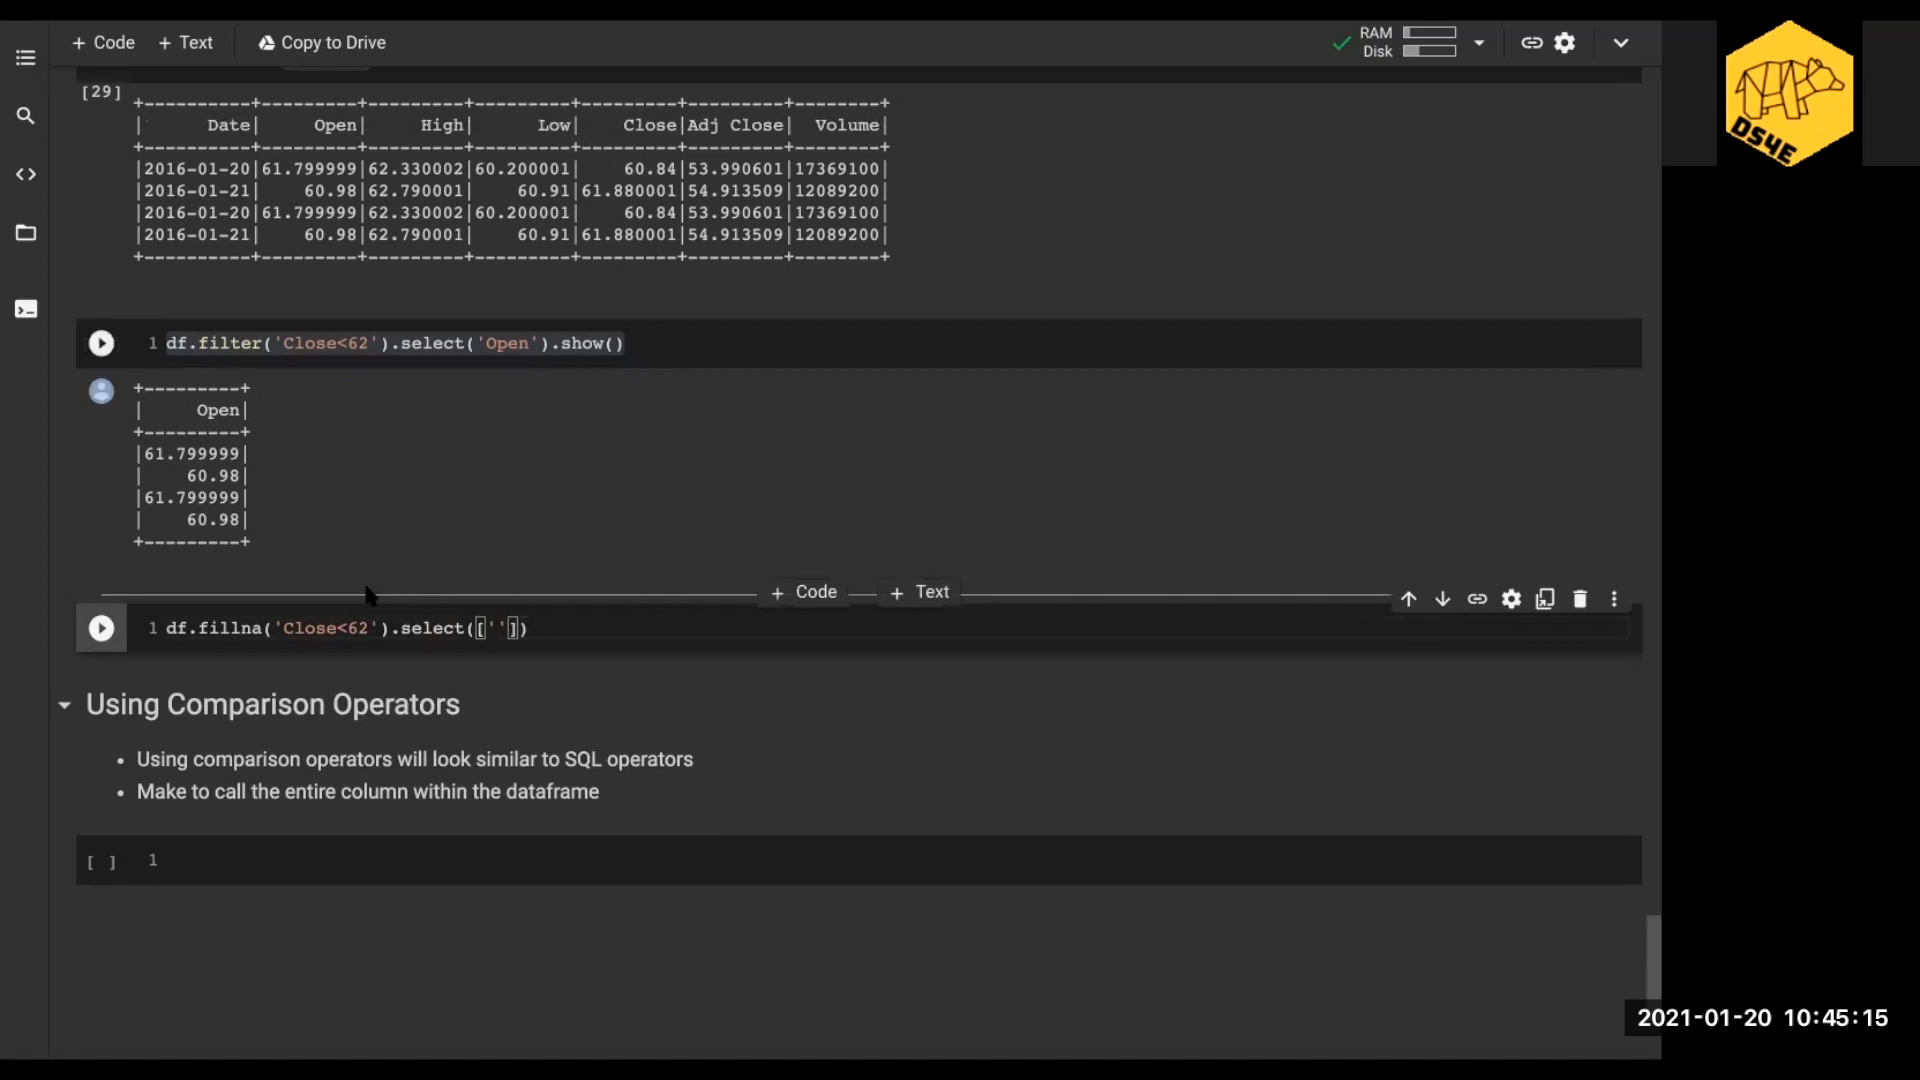 + Code + Text Copy to Drive RAM
Disk
[29]
+----------+---------+---------+---------+---------+---------+--------+
| Date| Open| High| Low| Close|Adj Close| Volume|
+----------+---------+---------+---------+---------+---------+--------+
|2016-01-20|61.799999|62.330002|60.200001| 60.84|53.990601|17369100|
|2016-01-21| 60.98|62.790001| 60.91|61.880001|54.913509|12089200|
|2016-01-20|61.799999|62.330002|60.200001| 60.84|53.990601|17369100|
|2016-01-21| 60.98|62.790001| 60.91|61.880001|54.913509|12089200|
+----------+---------+---------+---------+---------+---------+--------+
DS4E
1 df.filter('Close<62').select('Open').show()
+---------+
| Open|
+---------+
|61.799999|
| 60.98|
|61.799999|
| 60.98|
+---------+
+ Code + Text
1 df.fillna('Close<62').select([''])
Using Comparison Operators
• Using comparison operators will look similar to SQL operators
• Make to call the entire column within the dataframe
[ ] 1
2021-01-20 10:45:15